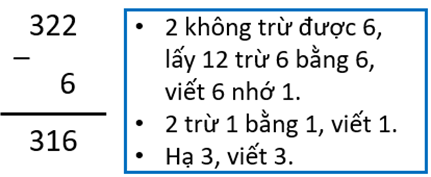 322
–
6
316
• 2 không trừ được 6,
lấy 12 trừ 6 bằng 6,
viết 6 nhớ 1.
• 2 trừ 1 bằng 1, viết 1.
• Hạ 3, viết 3.